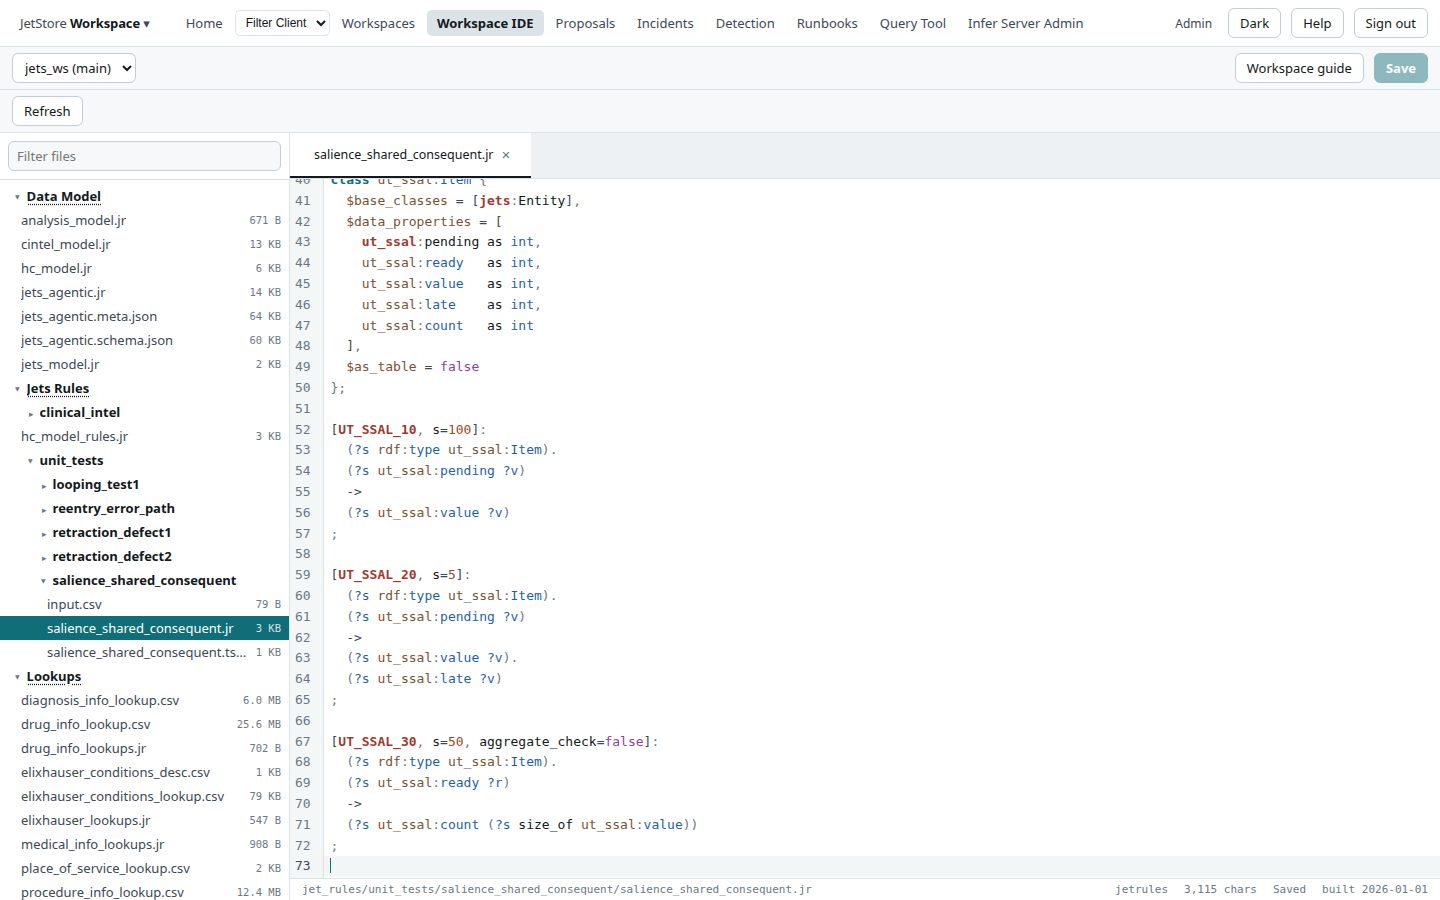 JetStore Workspace ▾ Home Filter Client Workspaces Workspace IDE Proposals Incidents Detection Runbooks Query Tool Infer Server Admin Admin Dark Help Sign out
jets_ws (main) Workspace guide Save
Refresh
Filter files
▾ Data Model
analysis_model.jr 671 B
cintel_model.jr 13 KB
hc_model.jr 6 KB
jets_agentic.jr 14 KB
jets_agentic.meta.json 64 KB
jets_agentic.schema.json 60 KB
jets_model.jr 2 KB
▾ Jets Rules
▸ clinical_intel
hc_model_rules.jr 3 KB
▾ unit_tests
▸ looping_test1
▸ reentry_error_path
▸ retraction_defect1
▸ retraction_defect2
▾ salience_shared_consequent
input.csv 79 B
salience_shared_consequent.jr 3 KB
salience_shared_consequent.ts... 1 KB
▾ Lookups
diagnosis_info_lookup.csv 6.0 MB
drug_info_lookup.csv 25.6 MB
drug_info_lookups.jr 702 B
elixhauser_conditions_desc.csv 1 KB
elixhauser_conditions_lookup.csv 79 KB
elixhauser_lookups.jr 547 B
medical_info_lookups.jr 908 B
place_of_service_lookup.csv 2 KB
procedure_info_lookup.csv 12.4 MB
salience_shared_consequent.jr ×
40 class ut_ssal:Item {
41   $base_classes = [jets:Entity],
42   $data_properties = [
43     ut_ssal:pending as int,
44     ut_ssal:ready   as int,
45     ut_ssal:value   as int,
46     ut_ssal:late    as int,
47     ut_ssal:count   as int
48   ],
49   $as_table = false
50 };
51
52 [UT_SSAL_10, s=100]:
53   (?s rdf:type ut_ssal:Item).
54   (?s ut_ssal:pending ?v)
55   ->
56   (?s ut_ssal:value ?v)
57 ;
58
59 [UT_SSAL_20, s=5]:
60   (?s rdf:type ut_ssal:Item).
61   (?s ut_ssal:pending ?v)
62   ->
63   (?s ut_ssal:value ?v).
64   (?s ut_ssal:late ?v)
65 ;
66
67 [UT_SSAL_30, s=50, aggregate_check=false]:
68   (?s rdf:type ut_ssal:Item).
69   (?s ut_ssal:ready ?r)
70   ->
71   (?s ut_ssal:count (?s size_of ut_ssal:value))
72 ;
73
jet_rules/unit_tests/salience_shared_consequent/salience_shared_consequent.jr jetrules 3,115 chars Saved built 2026-01-01